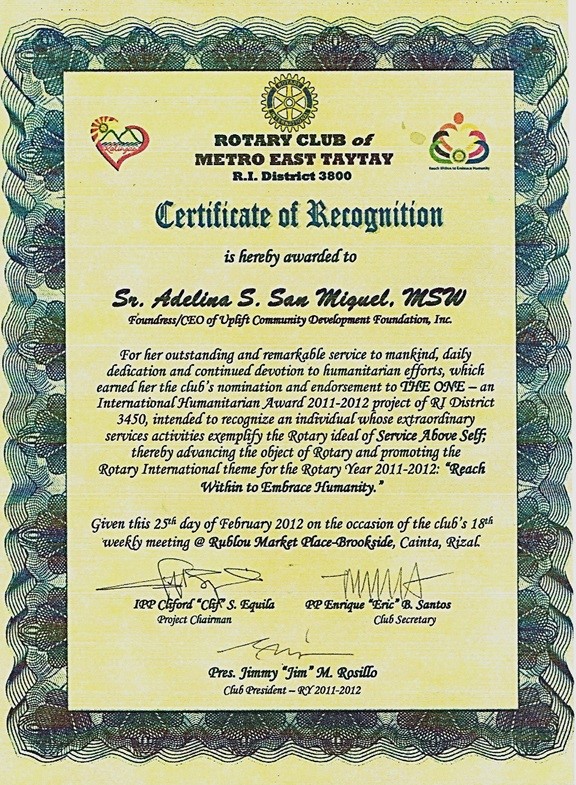 ROTARY CLUB of
METRO EAST TAYTAY
R.I. District 3800
Kalinga
Reach Within to Embrace Humanity
Certificate of Recognition
is hereby awarded to
Sr. Adelina S. San Miguel, MSW
Foundress/CEO of Uplift Community Development Foundation, Inc.
For her outstanding and remarkable service to mankind, daily
dedication and continued devotion to humanitarian efforts, which
earned her the club's nomination and endorsement to THE ONE – an
International Humanitarian Award 2011-2012 project of RI District
3450, intended to recognize an individual whose extraordinary
services activities exemplify the Rotary ideal of Service Above Self;
thereby advancing the object of Rotary and promoting the
Rotary International theme for the Rotary Year 2011-2012: "Reach
Within to Embrace Humanity."
Given this 25th day of February 2012 on the occasion of the club's 18th
weekly meeting @ Rublou Market Place-Brookside, Cainta, Rizal.
IPP Cliford "Clif" S. Equila
Project Chairman
PP Enrique "Eric" B. Santos
Club Secretary
Pres. Jimmy "Jim" M. Rosillo
Club President – RY 2011-2012